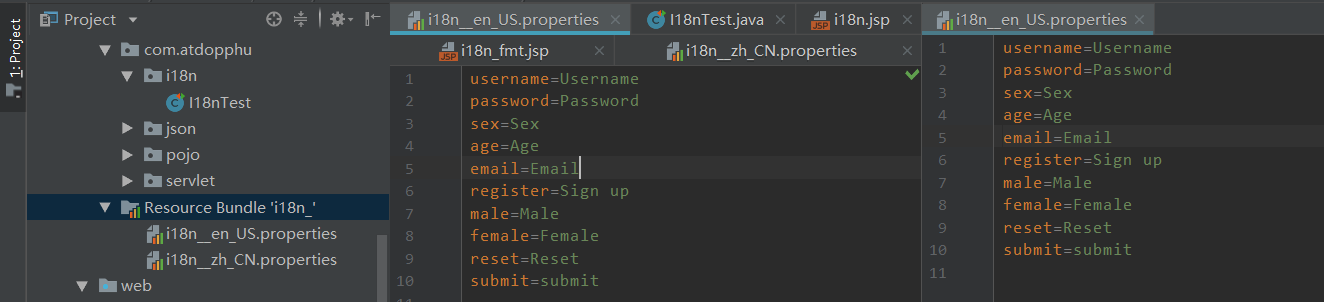 1: Project
Project
com.atdopphu
i18n
I18nTest
json
pojo
servlet
Resource Bundle 'i18n_'
i18n__en_US.properties
i18n__zh_CN.properties
web
i18n__en_US.properties
I18nTest.java
i18n.jsp
i18n_fmt.jsp
i18n__zh_CN.properties
1 username=Username
2 password=Password
3 sex=Sex
4 age=Age
5 email=Email
6 register=Sign up
7 male=Male
8 female=Female
9 reset=Reset
10 submit=submit
i18n__en_US.properties
1 username=Username
2 password=Password
3 sex=Sex
4 age=Age
5 email=Email
6 register=Sign up
7 male=Male
8 female=Female
9 reset=Reset
10 submit=submit
11